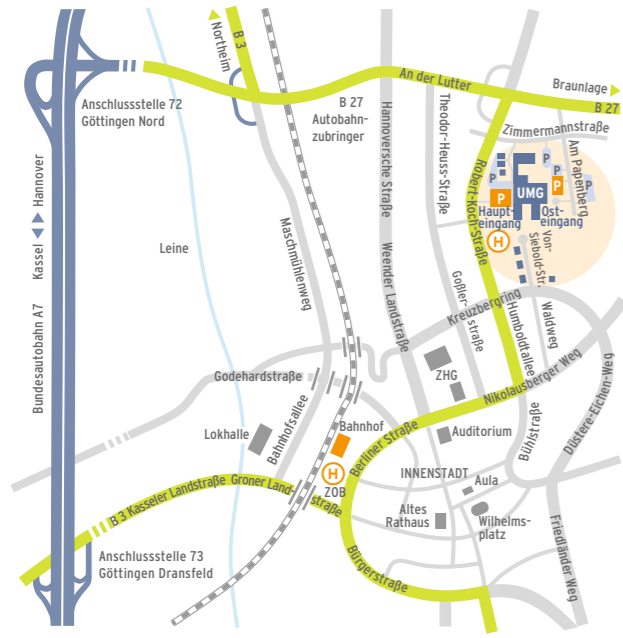 Northeim
B 3
An der Lutter
Braunlage
B 27
Anschlussstelle 72
Göttingen Nord
B 27
Autobahn-
zubringer
Hannoversche Straße
Theodor-Heuss-Straße
Zimmermannstraße
Robert-Koch-Straße
Am Papenberg
P
P
P
P
P
P
UMG
Haupt-
eingang
Ost-
eingang
H
Von-
Siebold-Str.
Kassel
Hannover
Bundesautobahn A7
Leine
Maschmühlenweg
Weender Landstraße
Goßler-
straße
Kreuzbergring
Humboldtallee
Waldweg
Godehardstraße
ZHG
Nikolausberger Weg
Düstere-Eichen-Weg
Bühlstraße
Lokhalle
Bahnhofsallee
Bahnhof
H
ZOB
Berliner Straße
Auditorium
INNENSTADT
Aula
Altes
Rathaus
Wilhelms-
platz
B 3 Kasseler Landstraße
Groner Land-
straße
Bürgerstraße
Friedländer Weg
Anschlussstelle 73
Göttingen Dransfeld